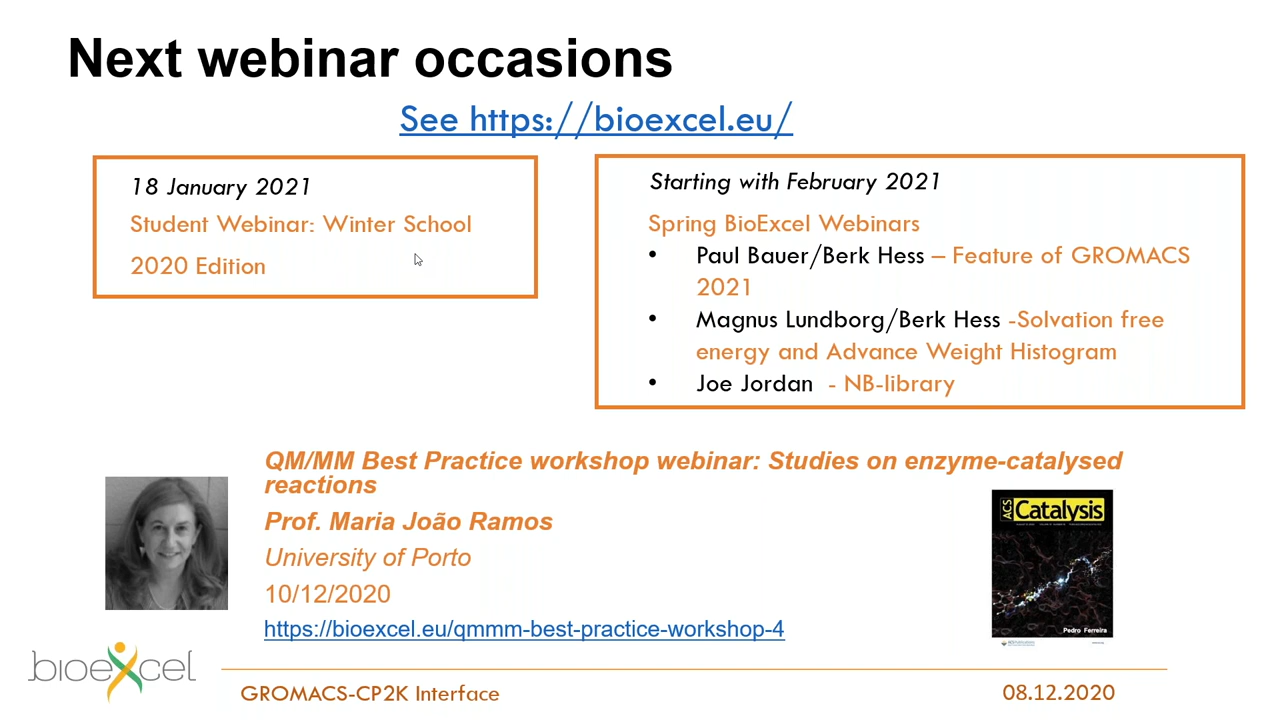 Next webinar occasions
See https://bioexcel.eu/
18 January 2021
Student Webinar: Winter School
2020 Edition
Starting with February 2021
Spring BioExcel Webinars
• Paul Bauer/Berk Hess – Feature of GROMACS
2021
• Magnus Lundborg/Berk Hess -Solvation free
energy and Advance Weight Histogram
• Joe Jordan - NB-library
QM/MM Best Practice workshop webinar: Studies on enzyme-catalysed
reactions
Prof. Maria João Ramos
University of Porto
10/12/2020
https://bioexcel.eu/qmmm-best-practice-workshop-4
ACS
Catalysis
Pedro Ferreira
bioexcel
GROMACS-CP2K Interface
08.12.2020